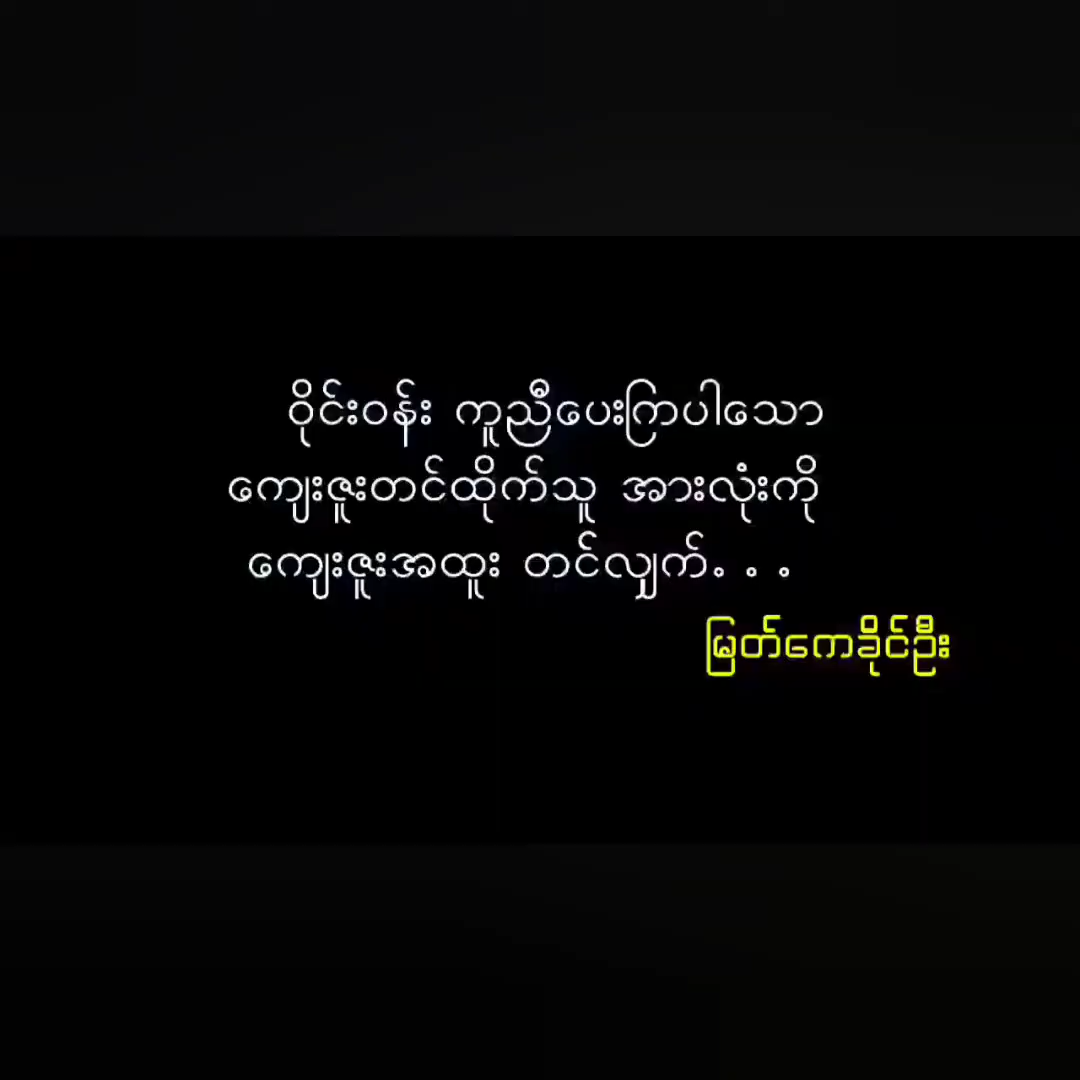 ဝိုင်းဝန်း ကူညီပေးကြပါသော
ကျေးဇူးတင်ထိုက်သူ အားလုံးကို
ကျေးဇူးအထူး တင်လျှက်. . .
မြတ်ကေခိုင်ဦး